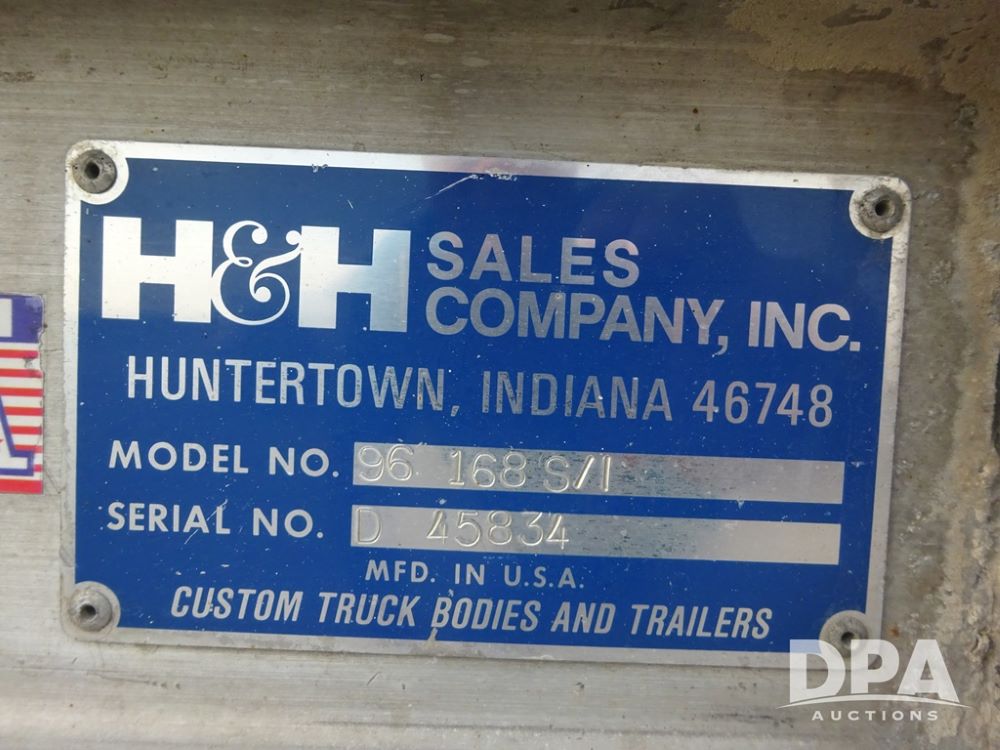 H&H SALES
COMPANY, INC.
HUNTERTOWN, INDIANA 46748
MODEL NO. 96 168 S/I
SERIAL NO. D 45834
MFD. IN U.S.A.
CUSTOM TRUCK BODIES AND TRAILERS
DPA
AUCTIONS